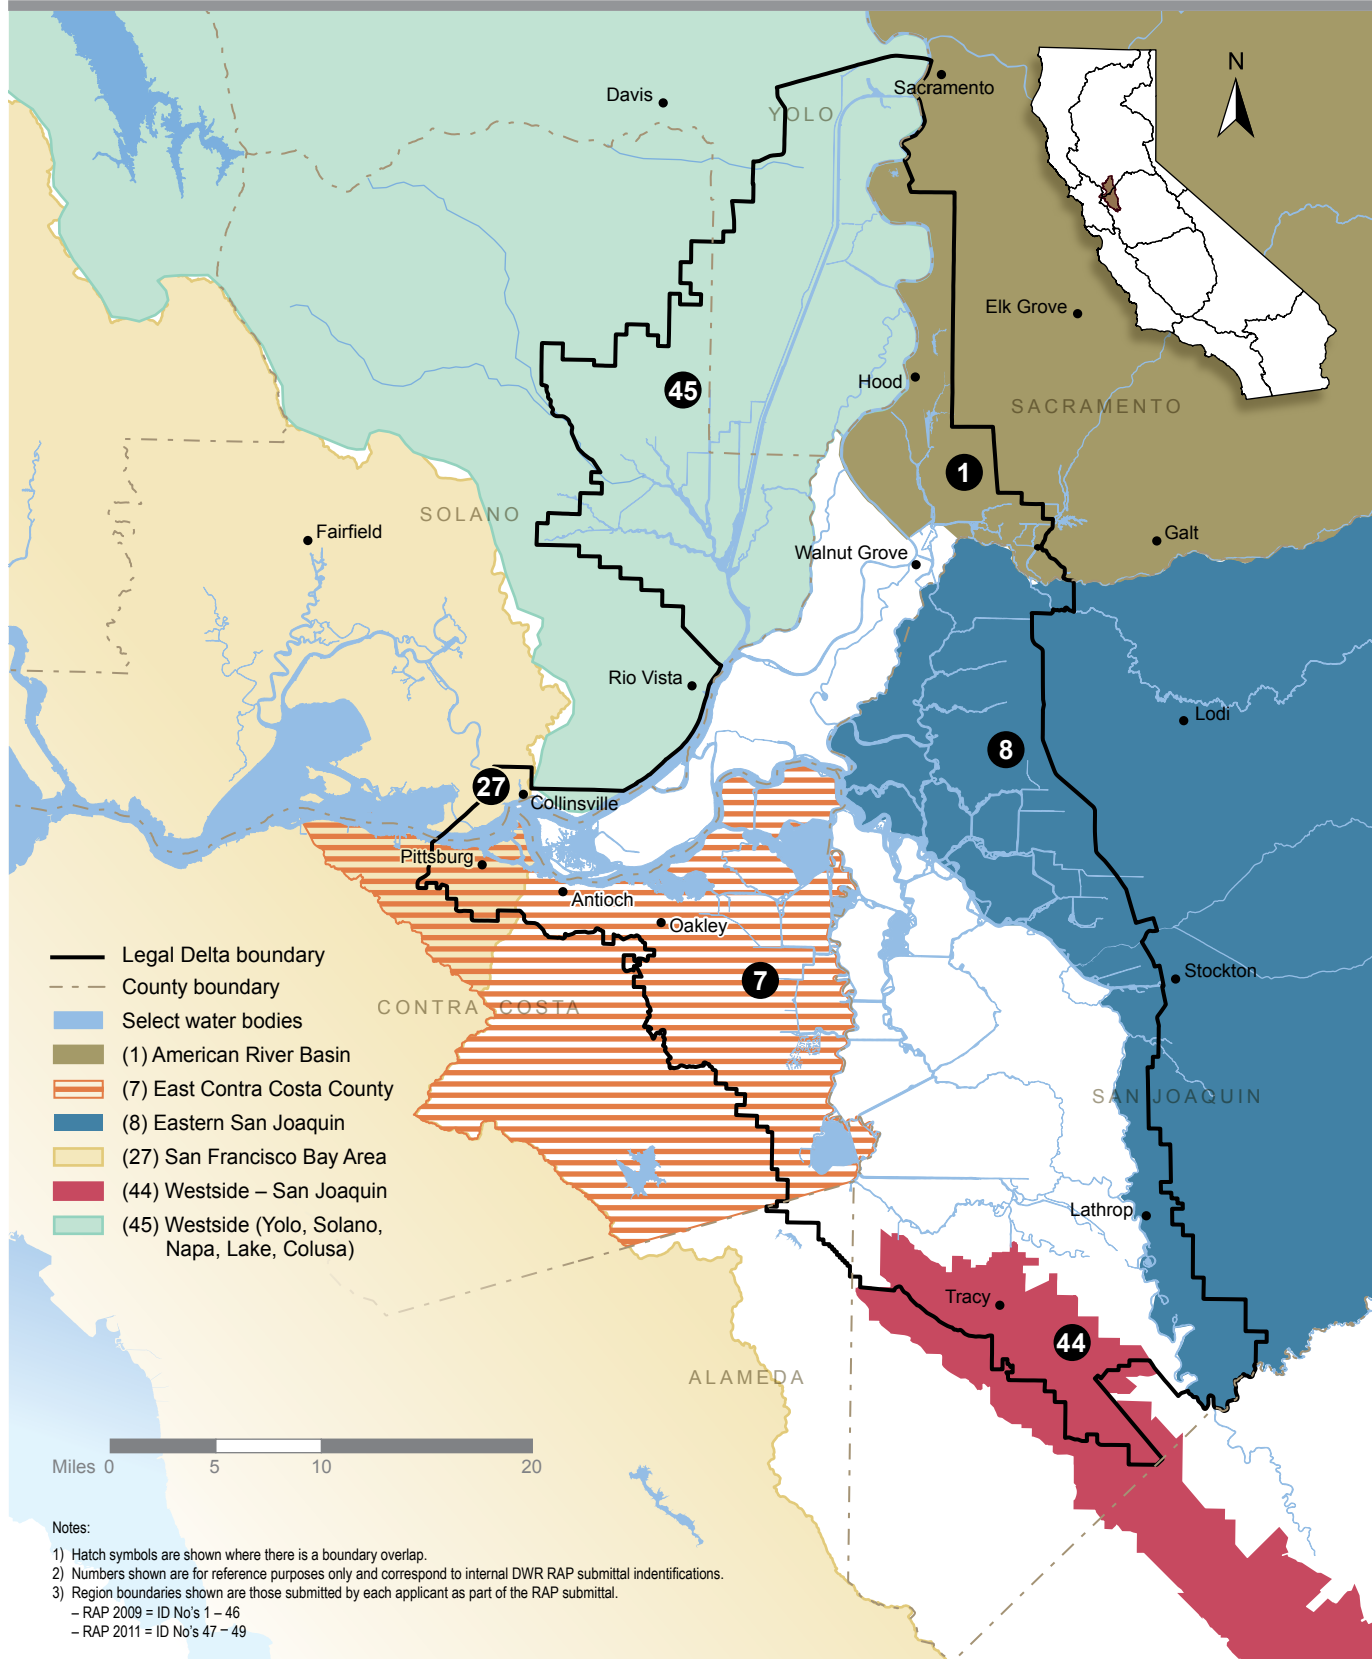 N
Sacramento
Davis
YOLO
Elk Grove
Hood
45
SACRAMENTO
1
SOLANO
Fairfield
Galt
Walnut Grove
Rio Vista
Lodi
8
27
Collinsville
Pittsburg
Antioch
Oakley
Stockton
7
CONTRA COSTA
SAN JOAQUIN
Lathrop
Tracy
44
ALAMEDA
Legal Delta boundary
County boundary
Select water bodies
(1) American River Basin
(7) East Contra Costa County
(8) Eastern San Joaquin
(27) San Francisco Bay Area
(44) Westside – San Joaquin
(45) Westside (Yolo, Solano,
Napa, Lake, Colusa)
Miles 0 5 10 20
Notes:
1) Hatch symbols are shown where there is a boundary overlap.
2) Numbers shown are for reference purposes only and correspond to internal DWR RAP submittal indentifications.
3) Region boundaries shown are those submitted by each applicant as part of the RAP submittal.
– RAP 2009 = ID No's 1 – 46
– RAP 2011 = ID No's 47 – 49